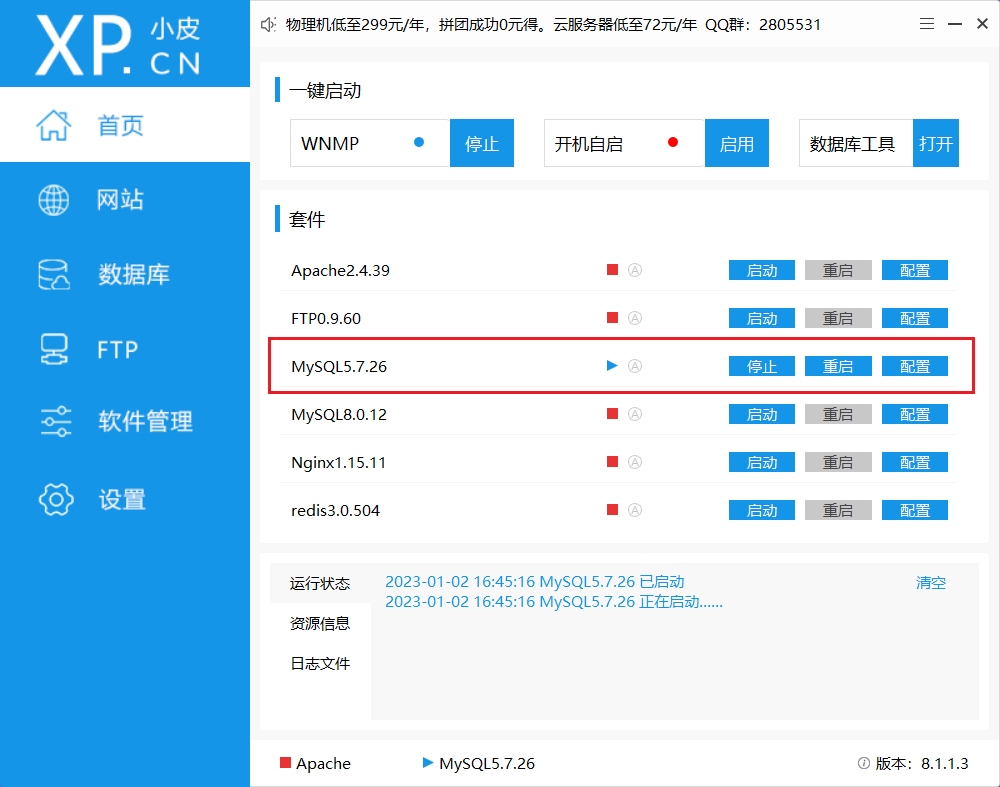 XP.CN 小皮
物理机低至299元/年，拼团成功0元得。云服务器低至72元/年 QQ群：2805531
首页
网站
数据库
FTP
软件管理
设置
一键启动
WNMP 停止 开机自启 启用 数据库工具 打开
套件
Apache2.4.39 Ⓐ 启动 重启 配置
FTP0.9.60 Ⓐ 启动 重启 配置
MySQL5.7.26 Ⓐ 停止 重启 配置
MySQL8.0.12 Ⓐ 启动 重启 配置
Nginx1.15.11 Ⓐ 启动 重启 配置
redis3.0.504 Ⓐ 启动 重启 配置
运行状态
资源信息
日志文件
2023-01-02 16:45:16 MySQL5.7.26 已启动
2023-01-02 16:45:16 MySQL5.7.26 正在启动......
清空
Apache MySQL5.7.26 版本：8.1.1.3